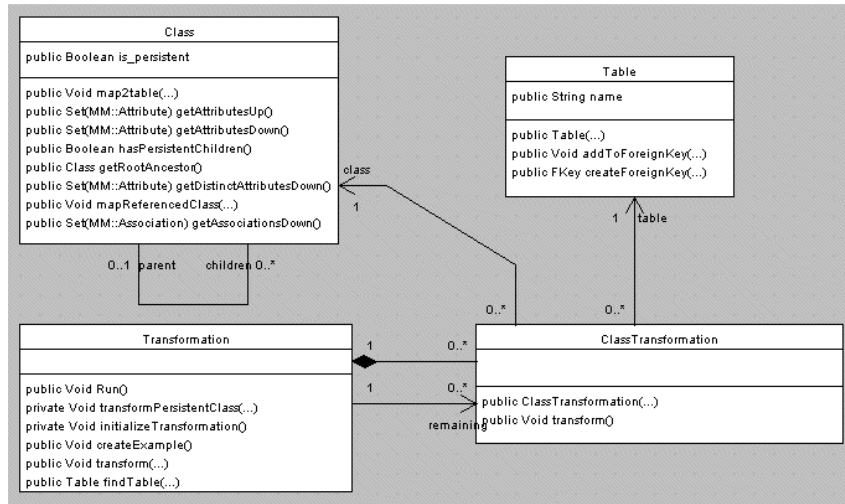 Class
public Boolean is_persistent
public Void map2table(...)
public Set(MM::Attribute) getAttributesUp()
public Set(MM::Attribute) getAttributesDown()
public Boolean hasPersistentChildren()
public Class getRootAncestor()
public Set(MM::Attribute) getDistinctAttributesDown()
public Void mapReferencedClass(...)
public Set(MM::Association) getAssociationsDown()
Table
public String name
public Table(...)
public Void addToForeignKey(...)
public FKey createForeignKey(...)
class
1
1 table
0..1 parent children 0..*
0..* 0..*
Transformation
public Void Run()
private Void transformPersistentClass(...)
private Void initializeTransformation()
public Void createExample()
public Void transform(...)
public Table findTable(...)
1 0..*
1 0..*
remaining
ClassTransformation
public ClassTransformation(...)
public Void transform()